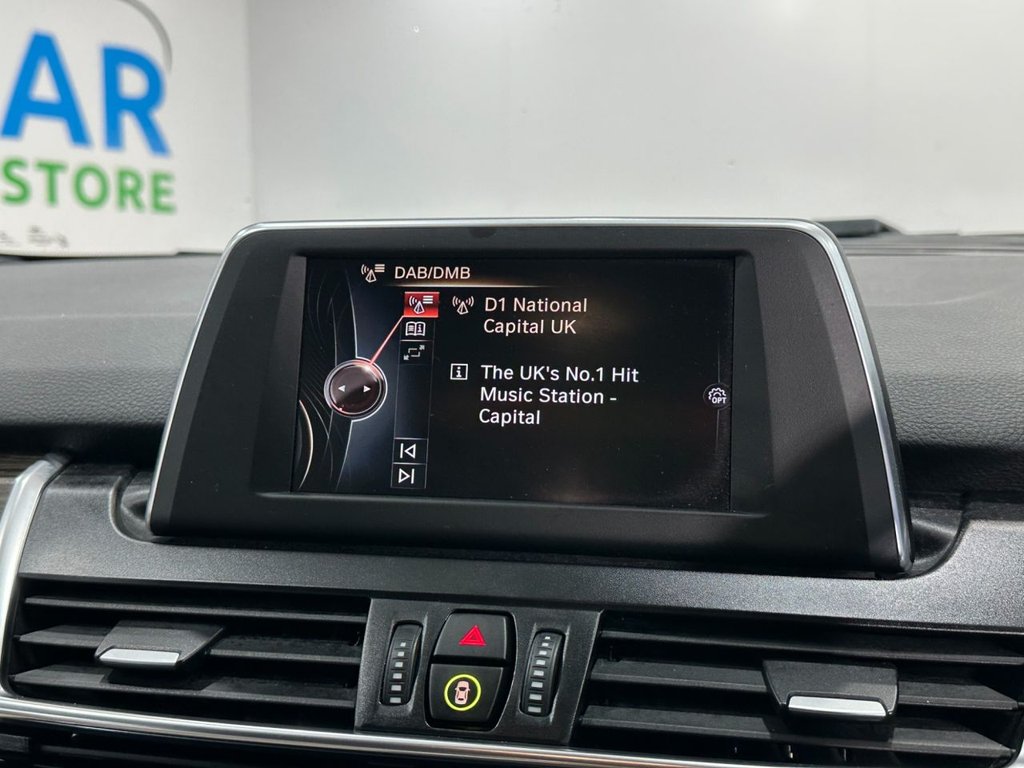 AR
STORE
DAB/DMB
D1 National
Capital UK
The UK's No.1 Hit
Music Station -
Capital
OPT